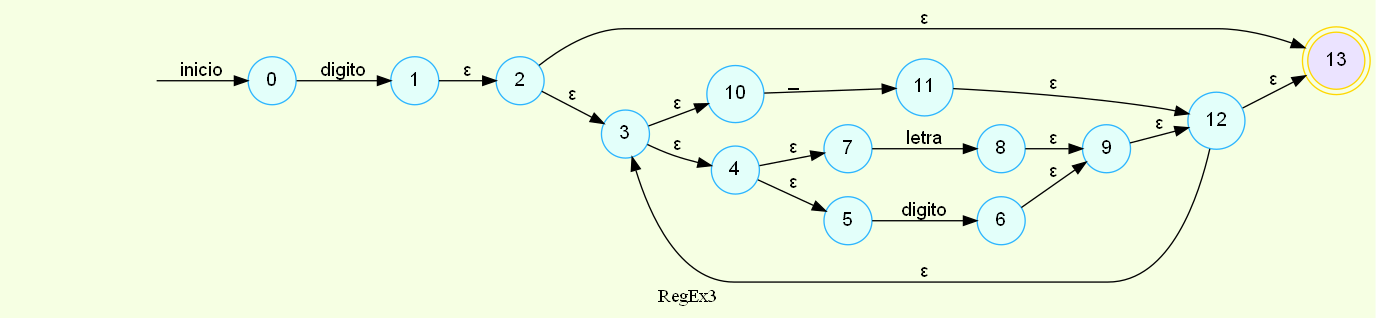 ε
inicio 0 digito 1 ε 2 ε 3 ε 10 _ 11 ε 12 ε 13
ε 4 ε 7 letra 8 ε 9 ε
ε 5 digito 6 ε
ε
RegEx3